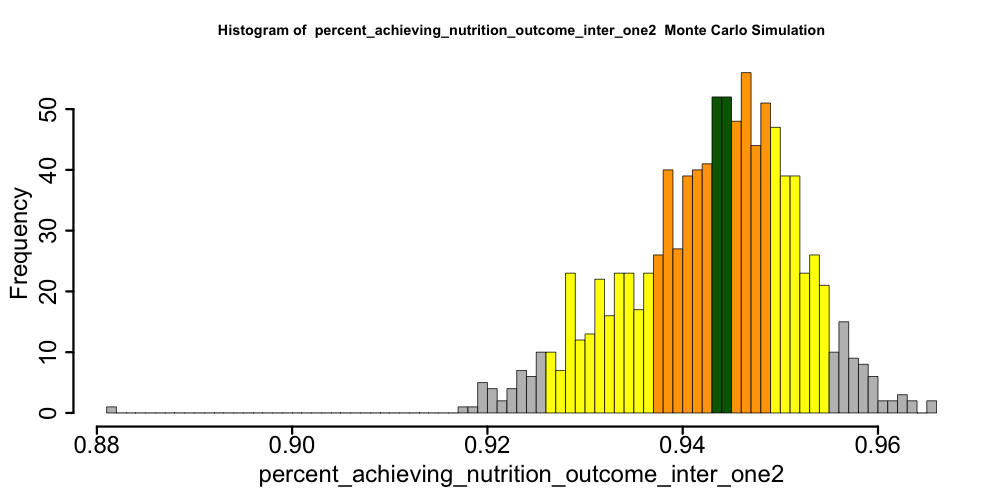 Histogram of  percent_achieving_nutrition_outcome_inter_one2  Monte Carlo Simulation
Frequency
50
40
30
20
10
0
0.88 0.90 0.92 0.94 0.96
percent_achieving_nutrition_outcome_inter_one2